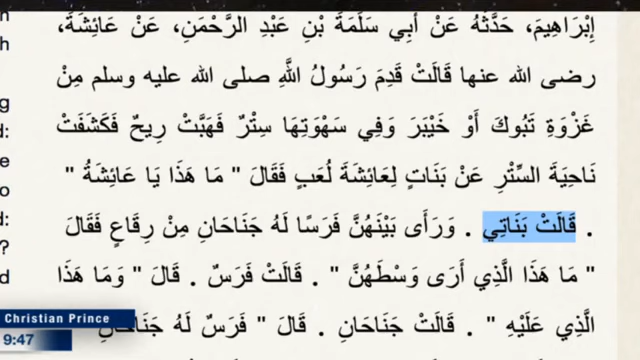 إِبْرَاهِيمَ، حَدَّثَهُ عَنْ أَبِي سَلَمَةَ بْنِ عَبْدِ الرَّحْمَنِ، عَنْ عَائِشَةَ،
رضى الله عنها قَالَتْ قَدِمَ رَسُولُ اللَّهِ صلى الله عليه وسلم مِنْ
غَزْوَةِ تَبُوكَ أَوْ خَيْبَرَ وَفِي سَهْوَتِهَا سِتْرٌ فَهَبَّتْ رِيحٌ فَكَشَفَتْ
نَاحِيَةَ السِّتْرِ عَنْ بَنَاتٍ لِعَائِشَةَ لُعَبٍ فَقَالَ " مَا هَذَا يَا عَائِشَةُ "
. قَالَتْ بَنَاتِي . وَرَأَى بَيْنَهُنَّ فَرَسًا لَهُ جَنَاحَانِ مِنْ رِقَاعٍ فَقَالَ
" مَا هَذَا الَّذِي أَرَى وَسْطَهُنَّ " . قَالَتْ فَرَسٌ . قَالَ " وَمَا هَذَا
الَّذِي عَلَيْهِ " . قَالَتْ جَنَاحَانِ . قَالَ " فَرَسٌ لَهُ جَنَاحَانِ
Christian Prince
9:47